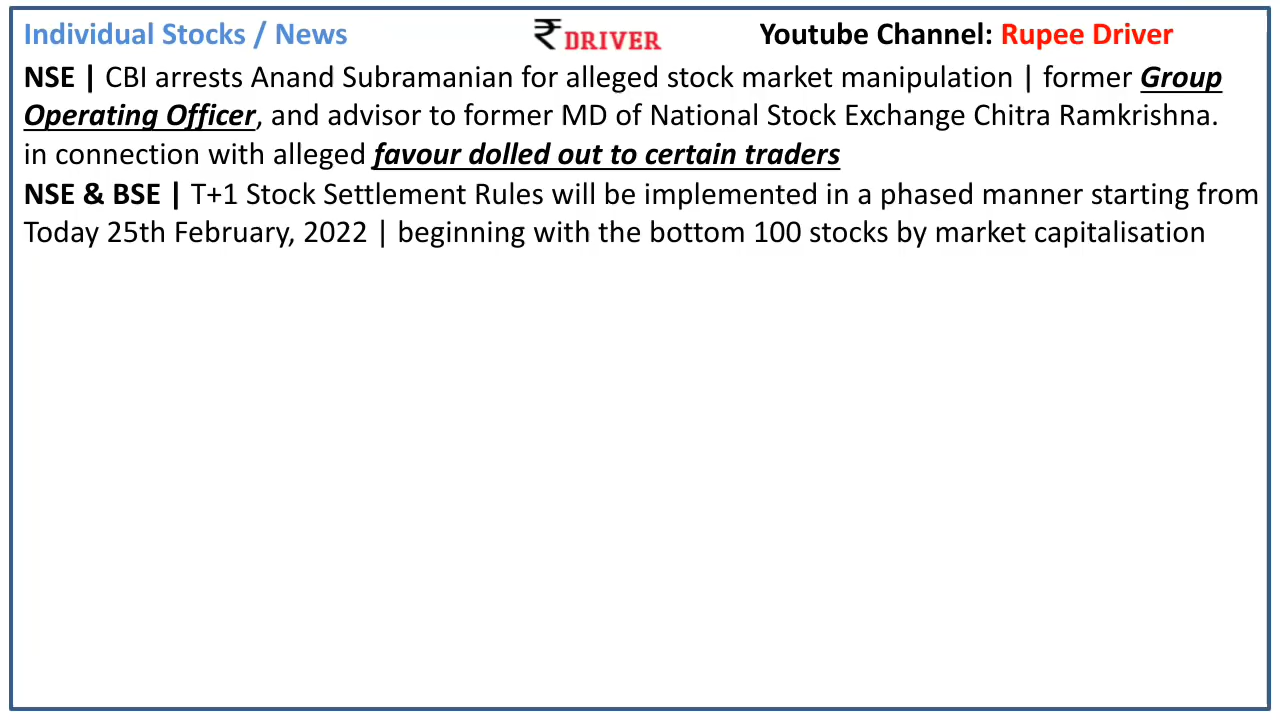 Individual Stocks / News
₹ DRIVER
Youtube Channel: Rupee Driver
NSE | CBI arrests Anand Subramanian for alleged stock market manipulation | former Group
Operating Officer, and advisor to former MD of National Stock Exchange Chitra Ramkrishna.
in connection with alleged favour dolled out to certain traders
NSE & BSE | T+1 Stock Settlement Rules will be implemented in a phased manner starting from
Today 25th February, 2022 | beginning with the bottom 100 stocks by market capitalisation